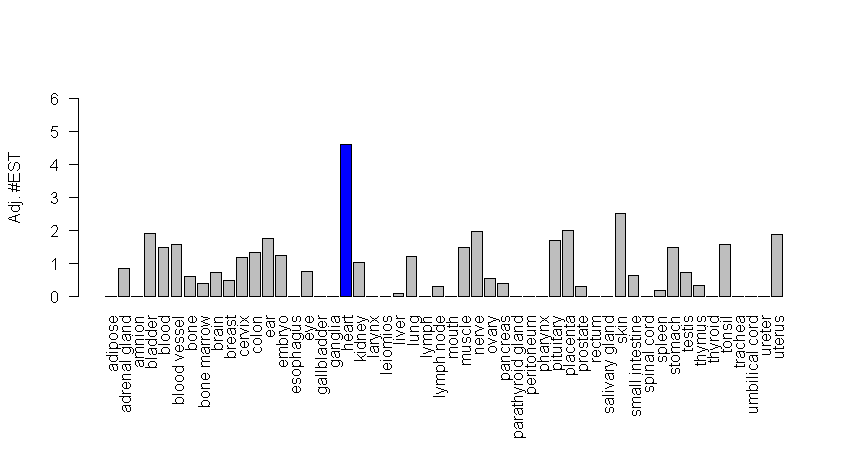 Adj. #EST
6
5
4
3
2
1
0
adipose
adrenal gland
amnion
bladder
blood
blood vessel
bone
bone marrow
brain
breast
cervix
colon
ear
embryo
esophagus
eye
gallbladder
ganglia
heart
kidney
larynx
leiomios
liver
lung
lymph
lymph node
mouth
muscle
nerve
ovary
pancreas
parathyroid gland
peritoneum
pharynx
pituitary
placenta
prostate
rectum
salivary gland
skin
small intestine
spinal cord
spleen
stomach
testis
thymus
thyroid
tonsil
trachea
umbilical cord
ureter
uterus